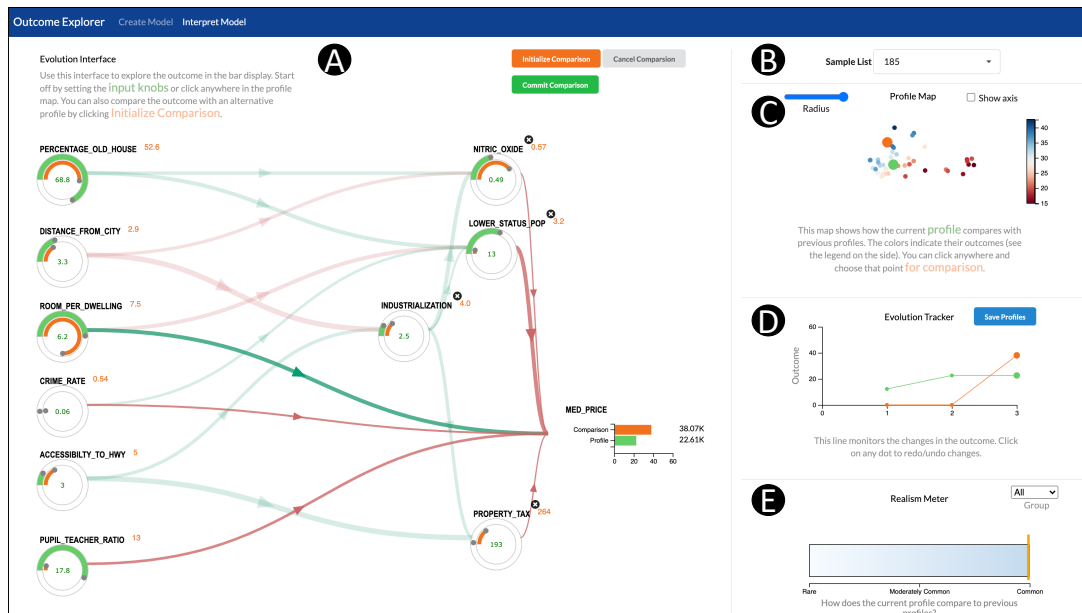 Outcome Explorer Create Model Interpret Model
A
Evolution Interface
Use this interface to explore the outcome in the bar display. Start
off by setting the input knobs or click anywhere in the profile
map. You can also compare the outcome with an alternative
profile by clicking Initialize Comparison.
Initialize Comparison Cancel Comparsion
Commit Comparison
PERCENTAGE_OLD_HOUSE 52.6
68.8
DISTANCE_FROM_CITY 2.9
3.3
ROOM_PER_DWELLING 7.5
6.2
CRIME_RATE 0.54
0.06
ACCESSIBILTY_TO_HWY 5
3
PUPIL_TEACHER_RATIO 13
17.8
NITRIC_OXIDE 0.57
0.49
LOWER_STATUS_POP 3.2
13
INDUSTRIALIZATION 4.0
2.5
PROPERTY_TAX 264
193
MED_PRICE
Comparison 38.07K
Profile 22.61K
0 20 40 60
B
Sample List 185
C
Radius
Profile Map
Show axis
40
35
30
25
20
15
This map shows how the current profile compares with
previous profiles. The colors indicate their outcomes (see
the legend on the side). You can click anywhere and
choose that point for comparison.
D
Evolution Tracker Save Profiles
Outcome
60
40
20
0
0 1 2 3
This line monitors the changes in the outcome. Click
on any dot to redo/undo changes.
E
Realism Meter
All
Group
Rare Moderately Common Common
How does the current profile compare to previous
profiles?